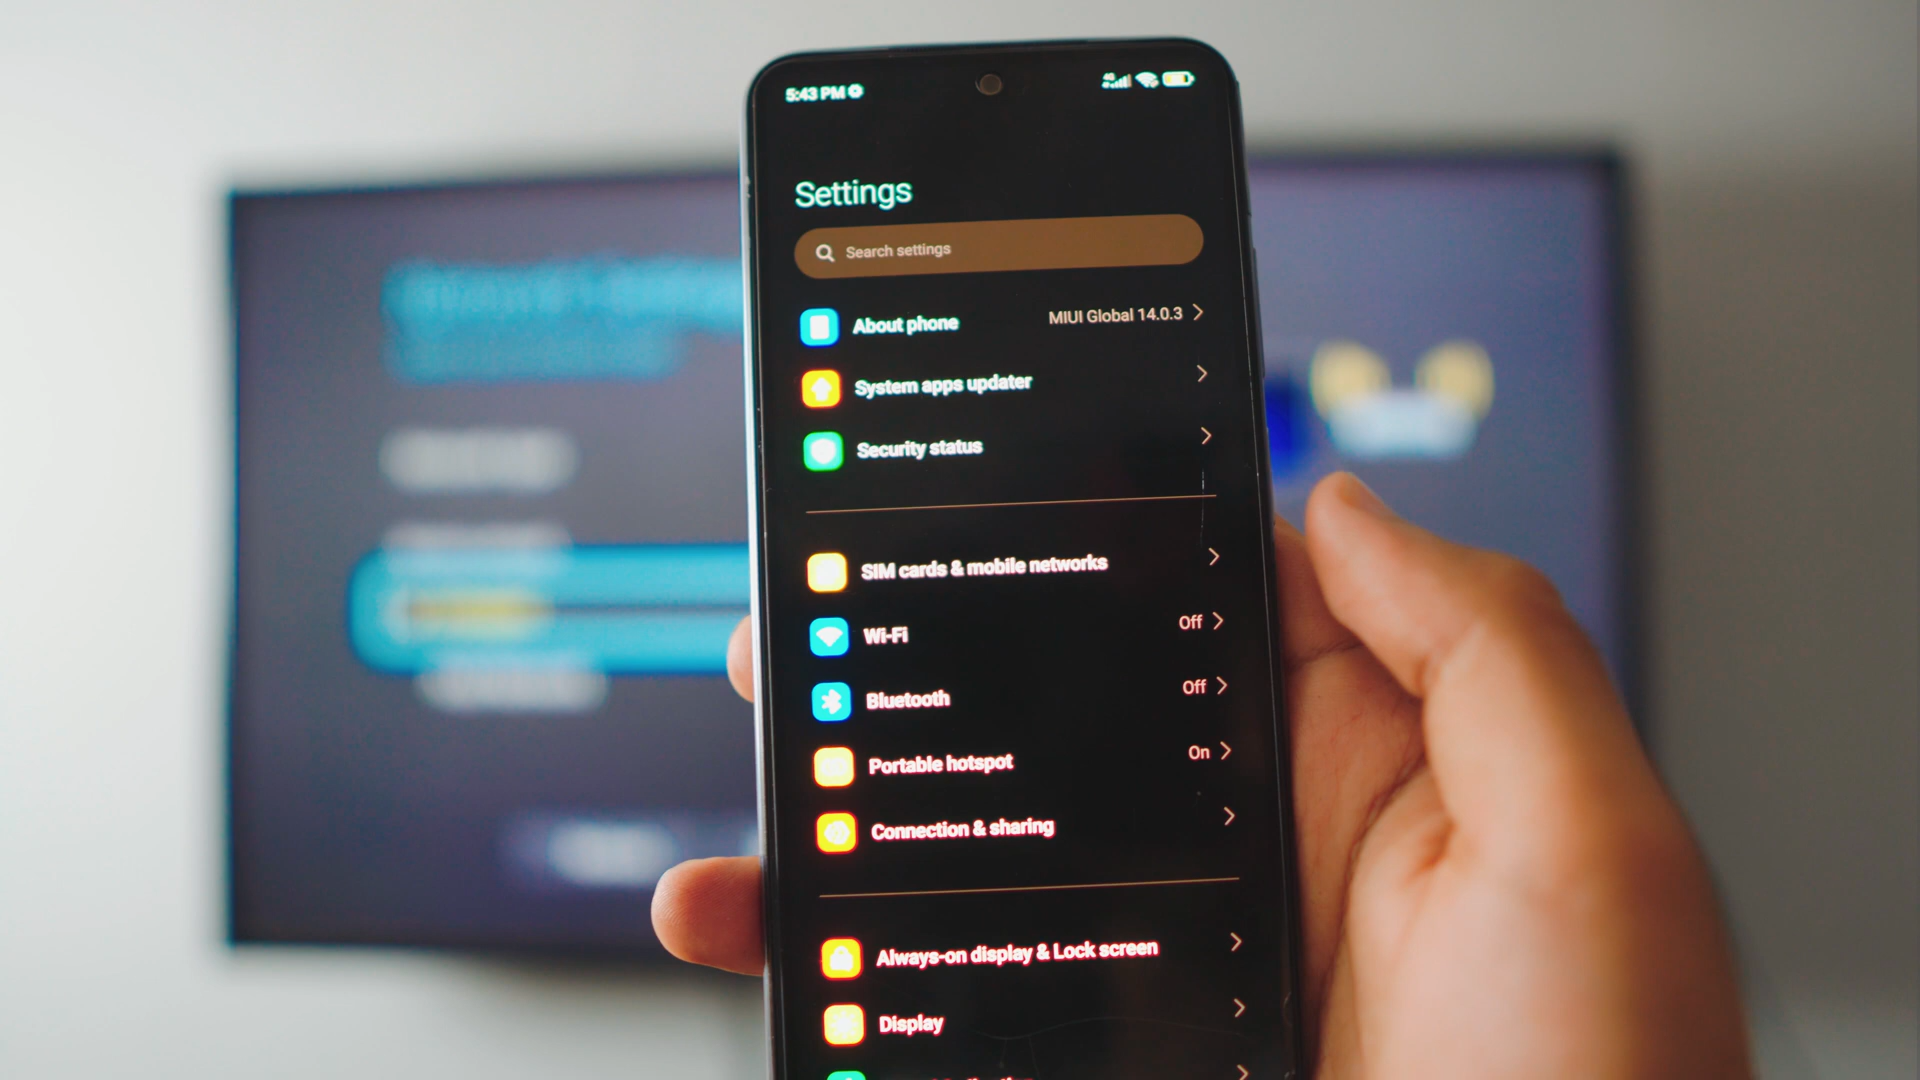 5:43 PM
4G
Settings
Search settings
About phone MIUI Global 14.0.3
System apps updater
Security status
SIM cards & mobile networks
Wi-Fi Off
Bluetooth Off
Portable hotspot On
Connection & sharing
Always-on display & Lock screen
Display